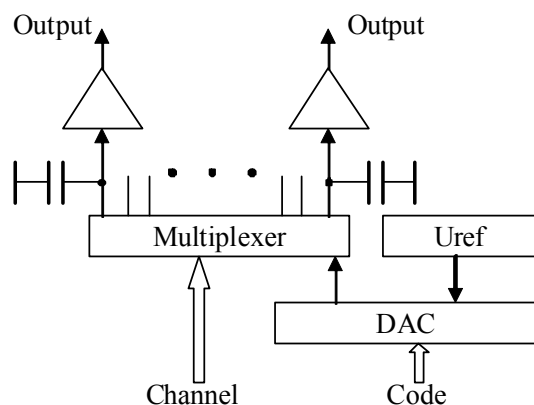 Output
Output
Multiplexer
Uref
DAC
Channel
Code